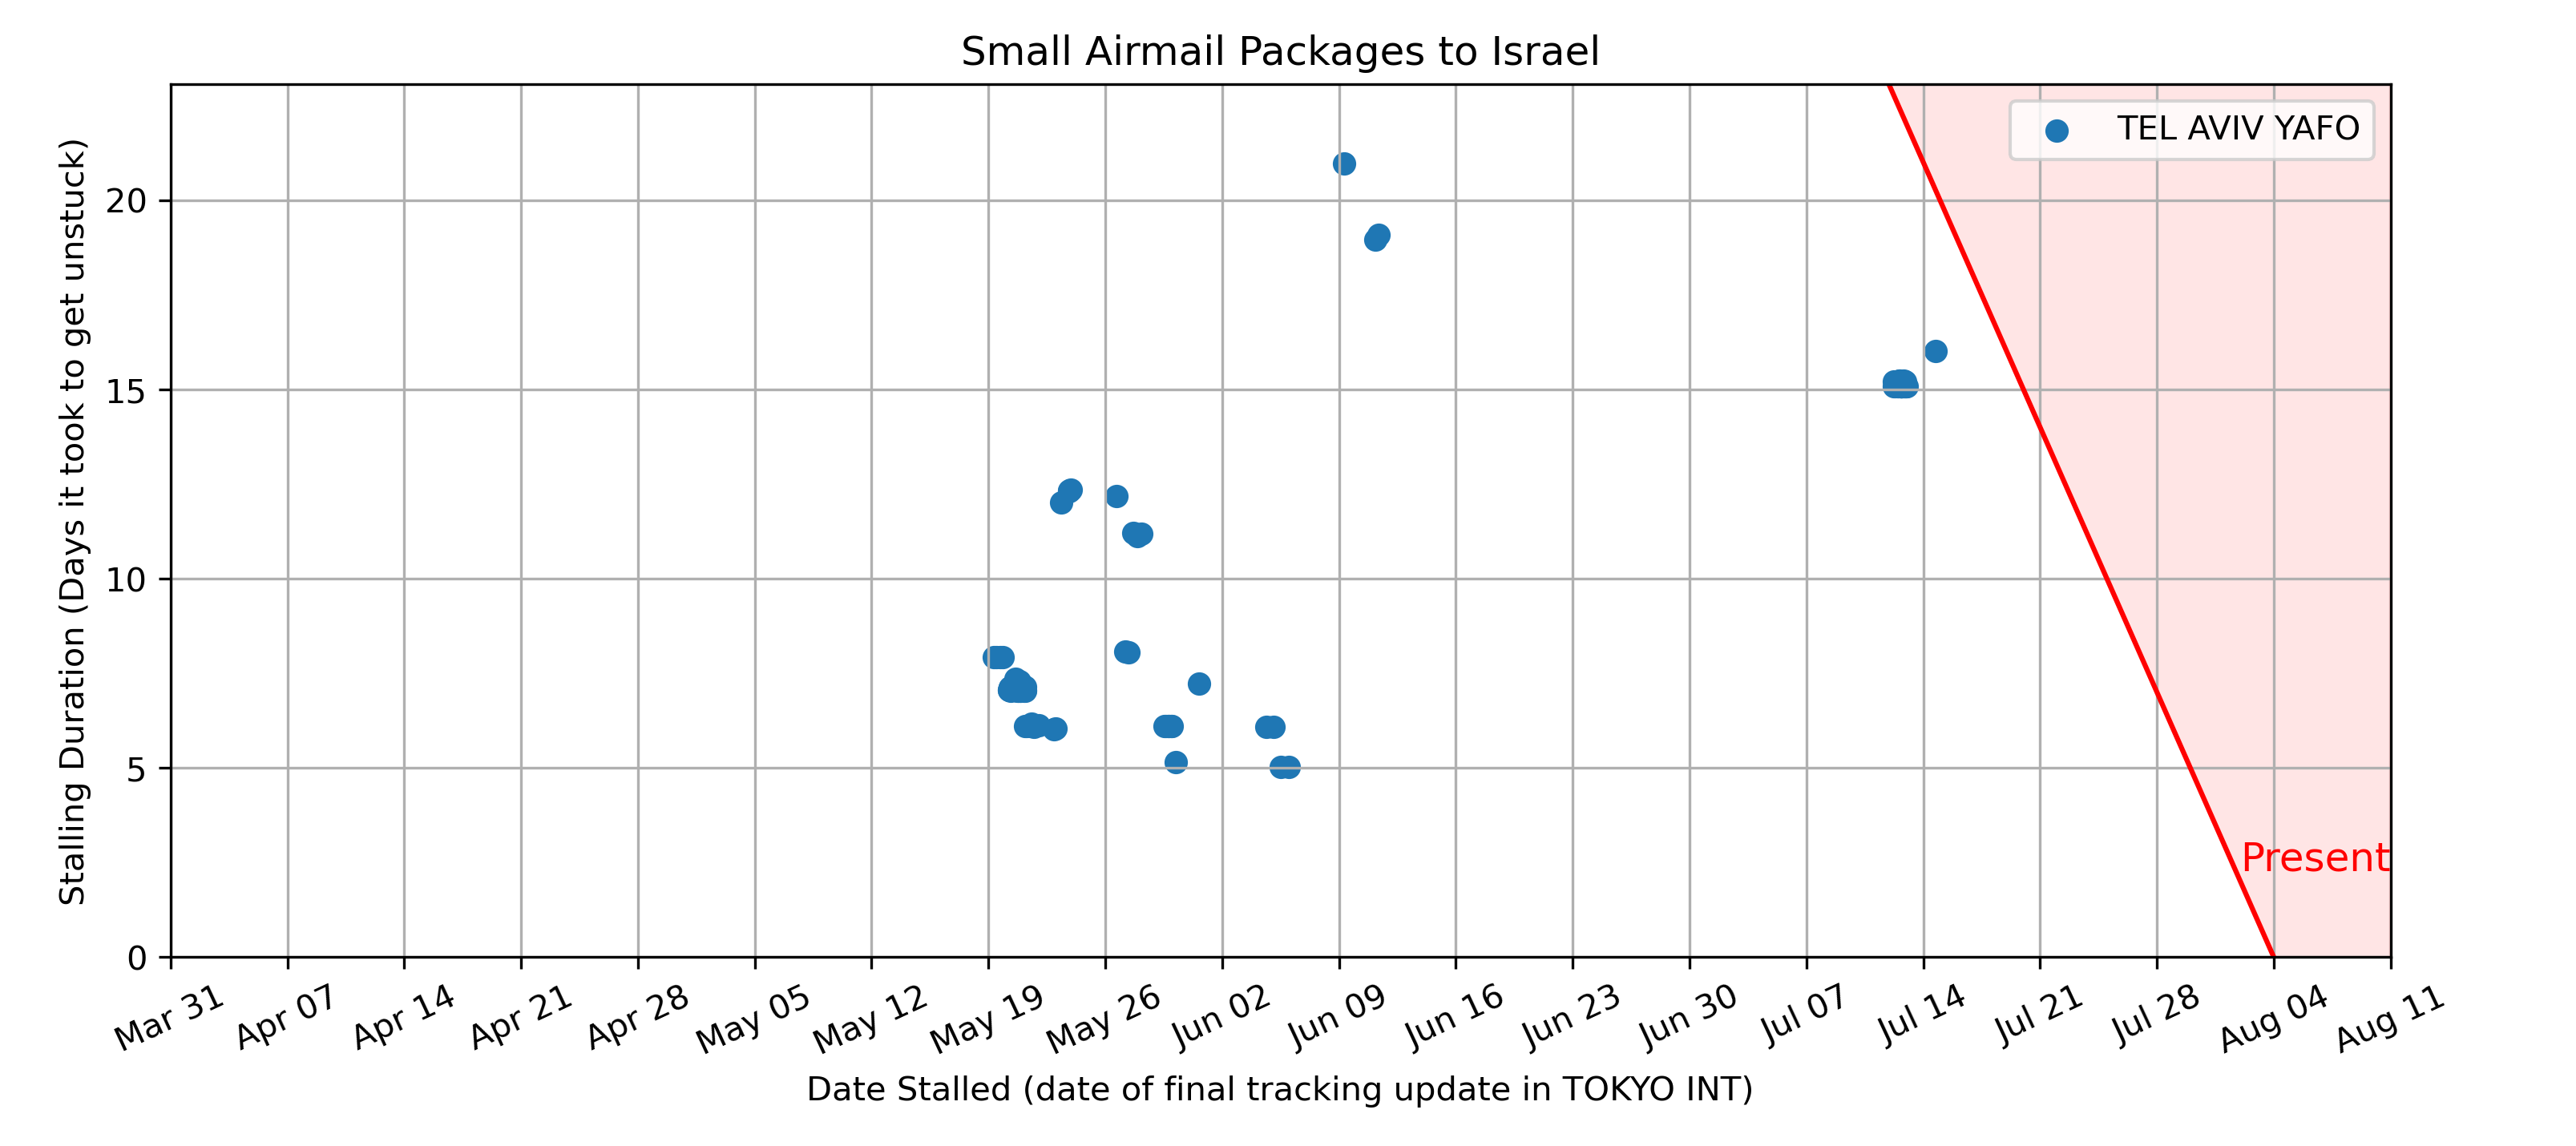 Small Airmail Packages to Israel
TEL AVIV YAFO
Stalling Duration (Days it took to get unstuck)
20
15
10
5
0
Present
Mar 31
Apr 07
Apr 14
Apr 21
Apr 28
May 05
May 12
May 19
May 26
Jun 02
Jun 09
Jun 16
Jun 23
Jun 30
Jul 07
Jul 14
Jul 21
Jul 28
Aug 04
Aug 11
Date Stalled (date of final tracking update in TOKYO INT)